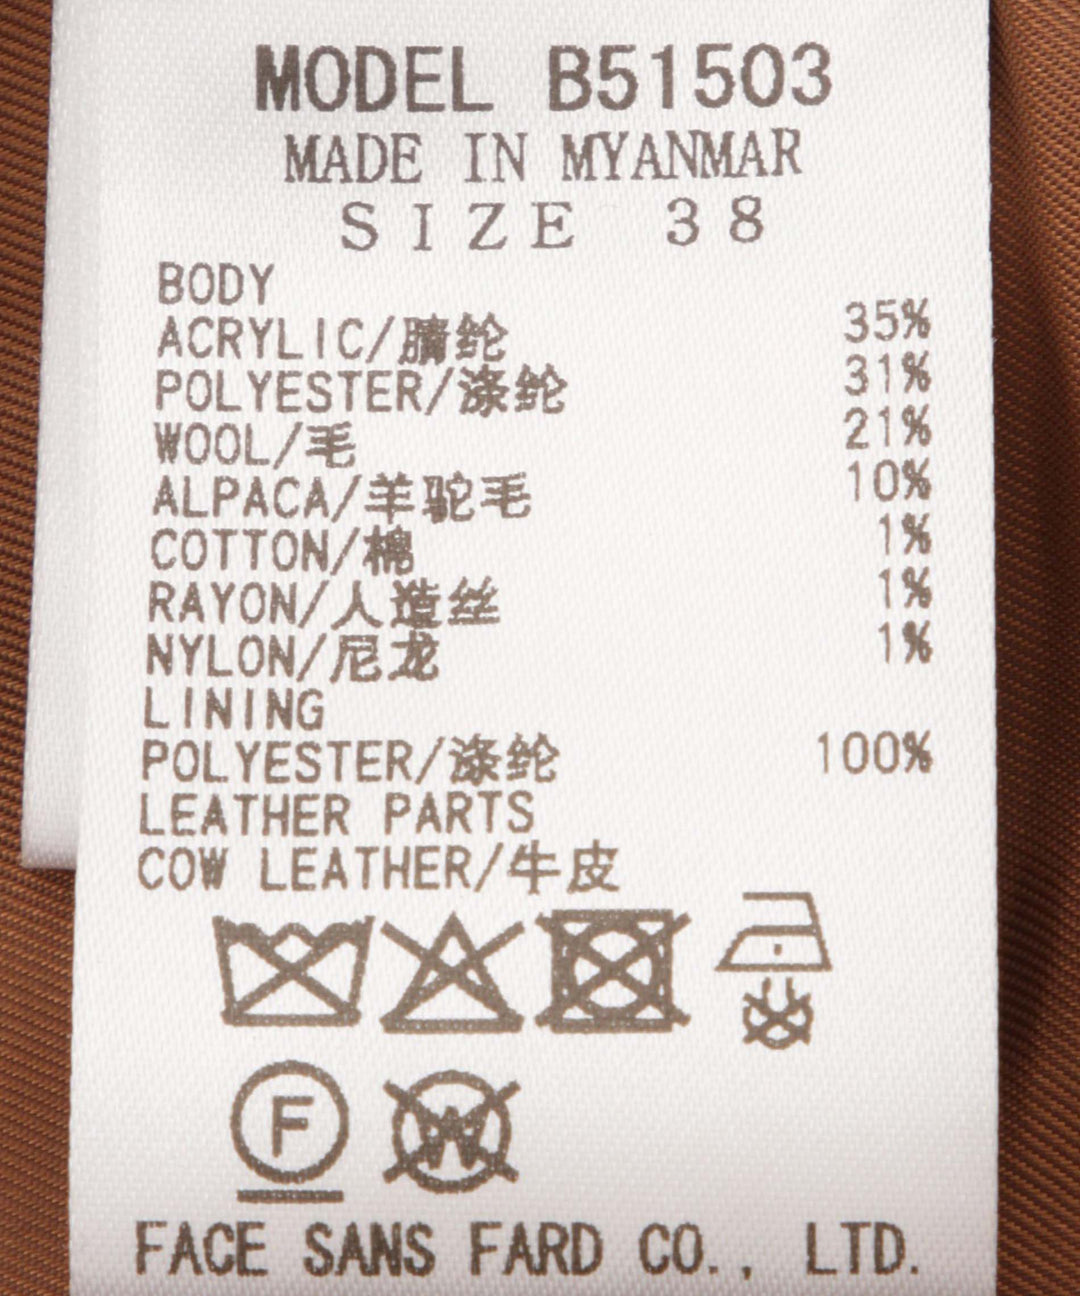 MODEL B51503
MADE IN MYANMAR
SIZE 38
BODY
ACRYLIC/腈纶 35%
POLYESTER/涤纶 31%
WOOL/毛 21%
ALPACA/羊驼毛 10%
COTTON/棉 1%
RAYON/人造丝 1%
NYLON/尼龙 1%
LINING
POLYESTER/涤纶 100%
LEATHER PARTS
COW LEATHER/牛皮
F W
FACE SANS FARD CO., LTD.